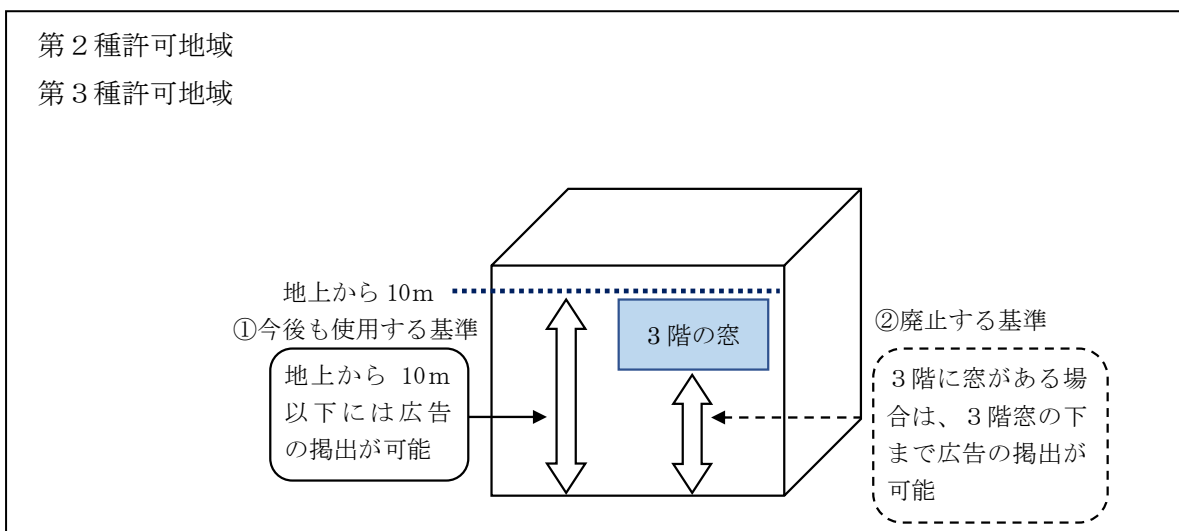 第２種許可地域
第３種許可地域
地上から 10m
①今後も使用する基準
地上から 10m
以下には広告
の掲出が可能
３階の窓
②廃止する基準
３階に窓がある場
合は、３階窓の下
まで広告の掲出が
可能